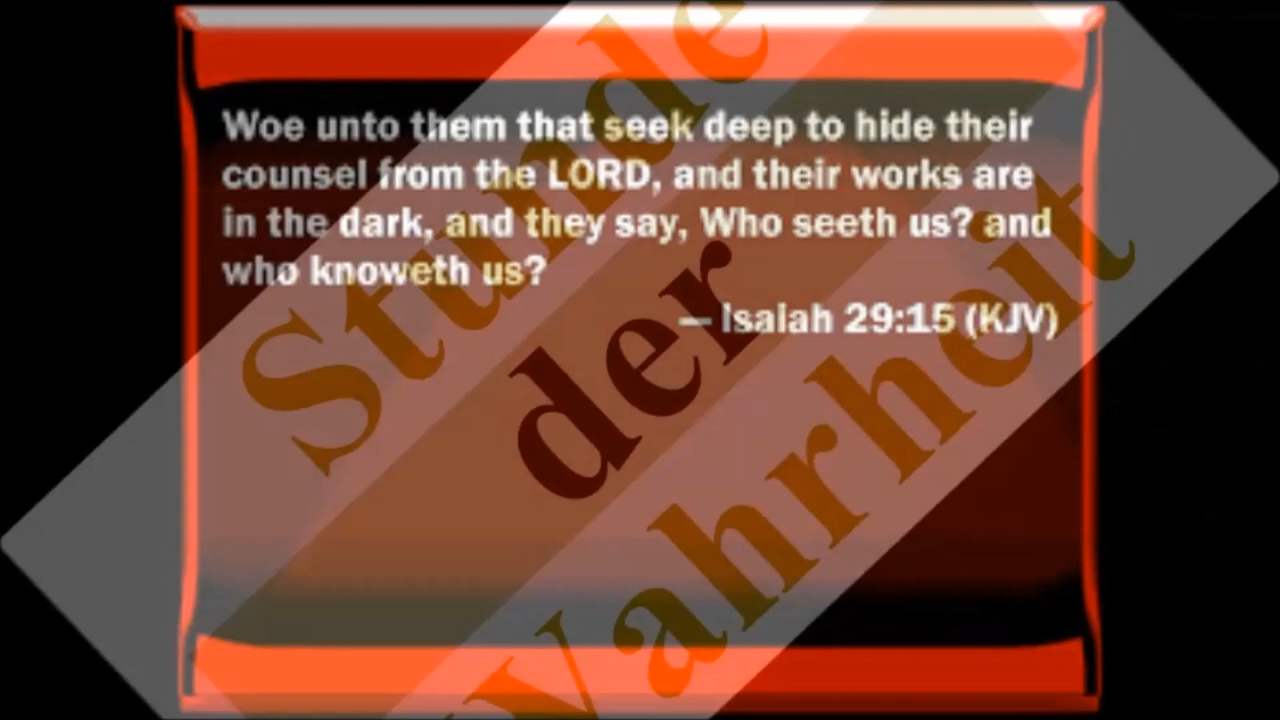 Woe unto them that seek deep to hide their
counsel from the LORD, and their works are
in the dark, and they say, Who seeth us? and
who knoweth us?
— Isaiah 29:15 (KJV)
Stunde
der
Wahrheit